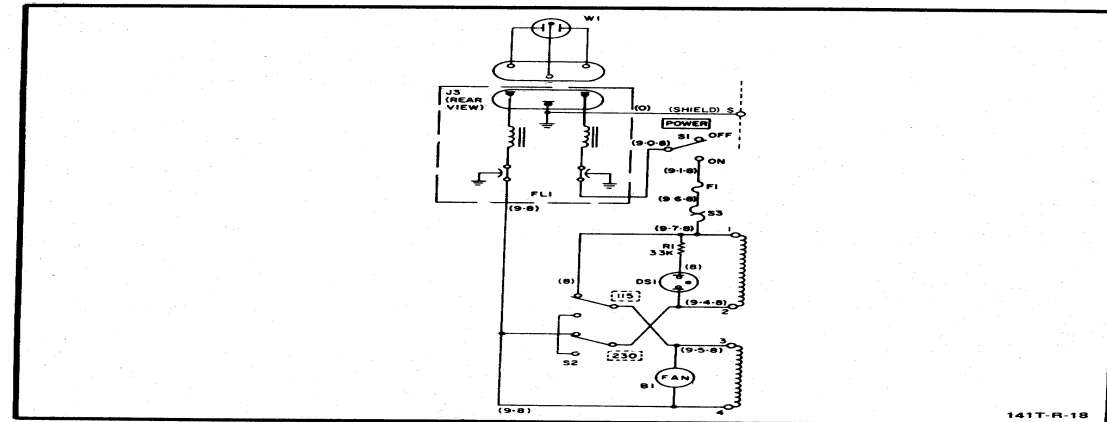 W1
J3
(REAR
VIEW)
(0)
(SHIELD) S
POWER
S1
OFF
(9-0-8)
ON
(9-1-8)
F1
(9-6-8)
S3
FL1
(9-8)
(9-7-8)
1
R1
33K
(8)
(8)
DS1
115
(9-4-8)
2
3
230
(9-5-8)
S2
FAN
B1
(9-8)
4
141T-R-18